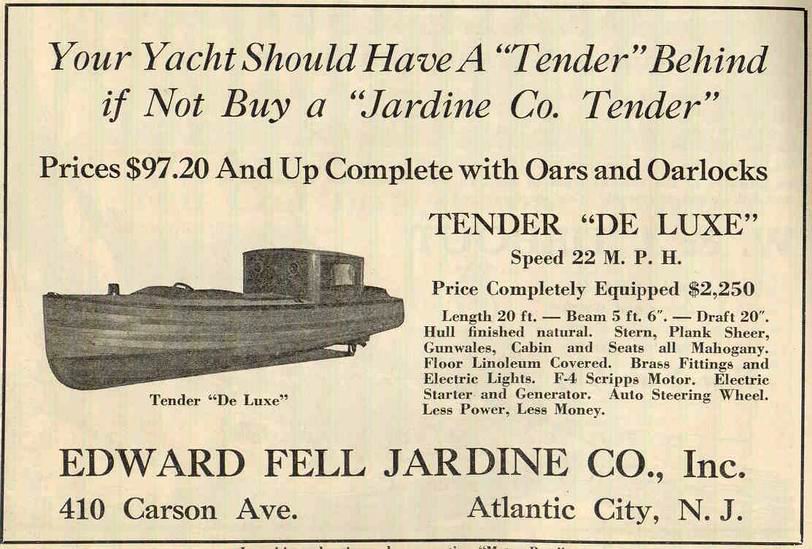 Your Yacht Should Have A “Tender” Behind
if Not Buy a “Jardine Co. Tender”
Prices $97.20 And Up Complete with Oars and Oarlocks
TENDER “DE LUXE”
Speed 22 M. P. H.
Price Completely Equipped $2,250
Length 20 ft. — Beam 5 ft. 6″. — Draft 20″.
Hull finished natural. Stern, Plank Sheer,
Gunwales, Cabin and Seats all Mahogany.
Floor Linoleum Covered. Brass Fittings and
Electric Lights. F-4 Scripps Motor. Electric
Starter and Generator. Auto Steering Wheel.
Less Power, Less Money.
Tender “De Luxe”
EDWARD FELL JARDINE CO., Inc.
410 Carson Ave. Atlantic City, N. J.